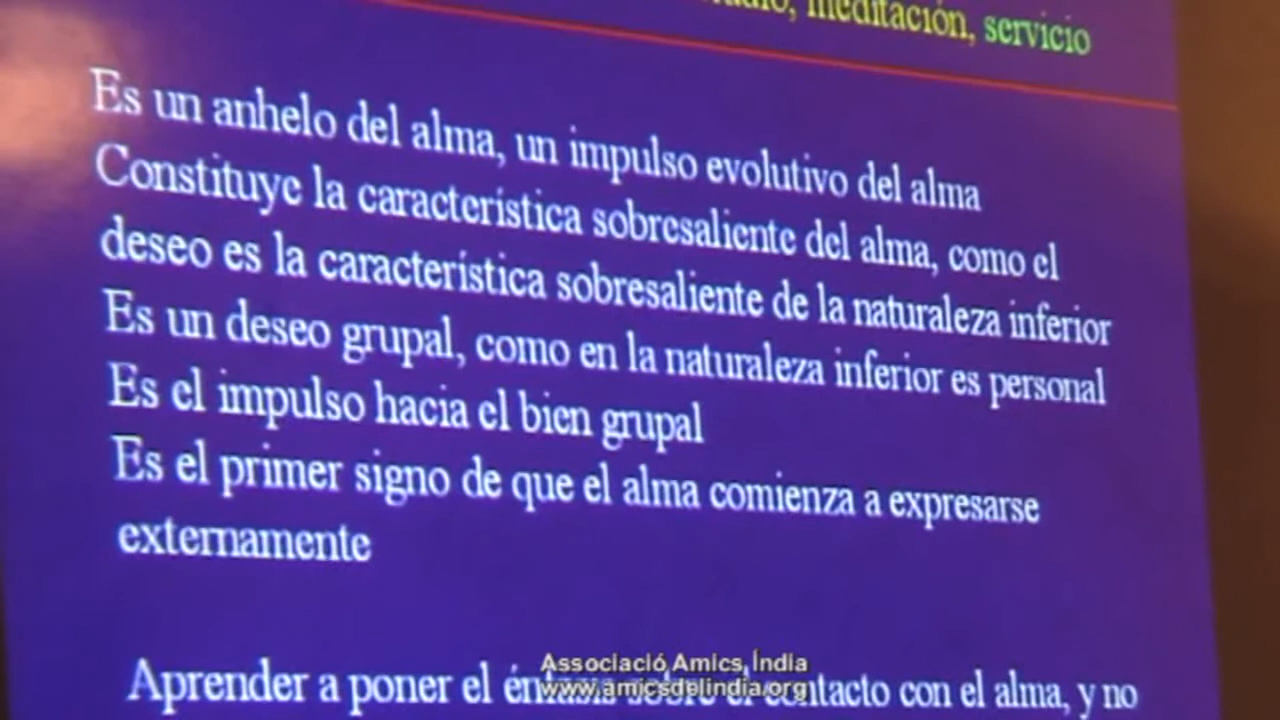 meditación, servicio
Es un anhelo del alma, un impulso evolutivo del alma
Constituye la característica sobresaliente del alma, como el
deseo es la característica sobresaliente de la naturaleza inferior
Es un deseo grupal, como en la naturaleza inferior es personal
Es el impulso hacia el bien grupal
Es el primer signo de que el alma comienza a expresarse
externamente
Aprender a poner el énfasis sobre el contacto con el alma, y no
Associació Amics Índia
www.amicsdelindia.org